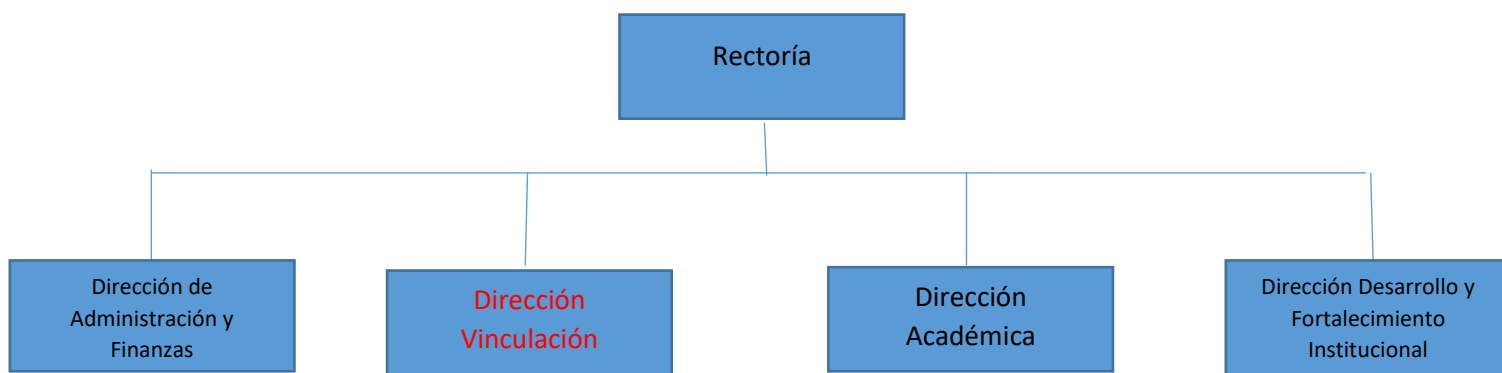 Rectoría
Dirección de
Administración y
Finanzas
Dirección
Vinculación
Dirección
Académica
Dirección Desarrollo y
Fortalecimiento
Institucional